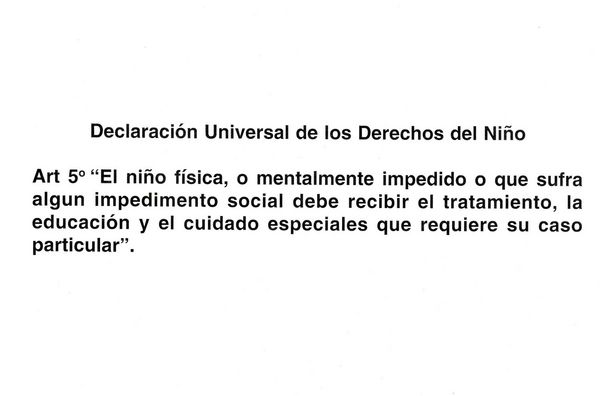 Declaración Universal de los Derechos del Niño
Art 5º “El niño física, o mentalmente impedido o que sufra
algun impedimento social debe recibir el tratamiento, la
educación y el cuidado especiales que requiere su caso
particular”.